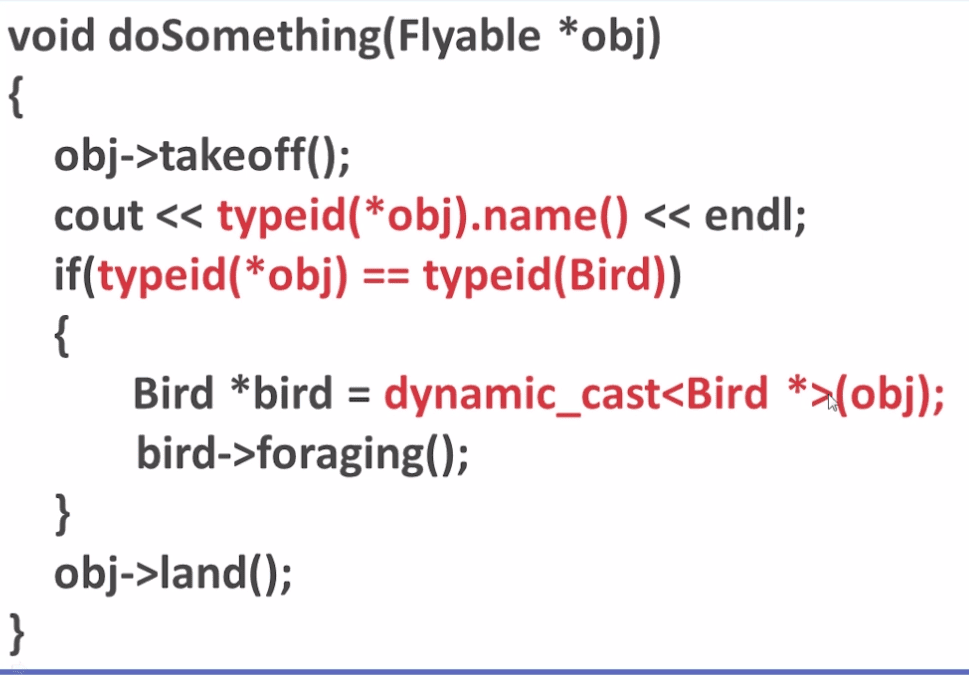 void doSomething(Flyable *obj)
{
obj->takeoff();
cout << typeid(*obj).name() << endl;
if(typeid(*obj) == typeid(Bird))
{
Bird *bird = dynamic_cast<Bird *>(obj);
bird->foraging();
}
obj->land();
}